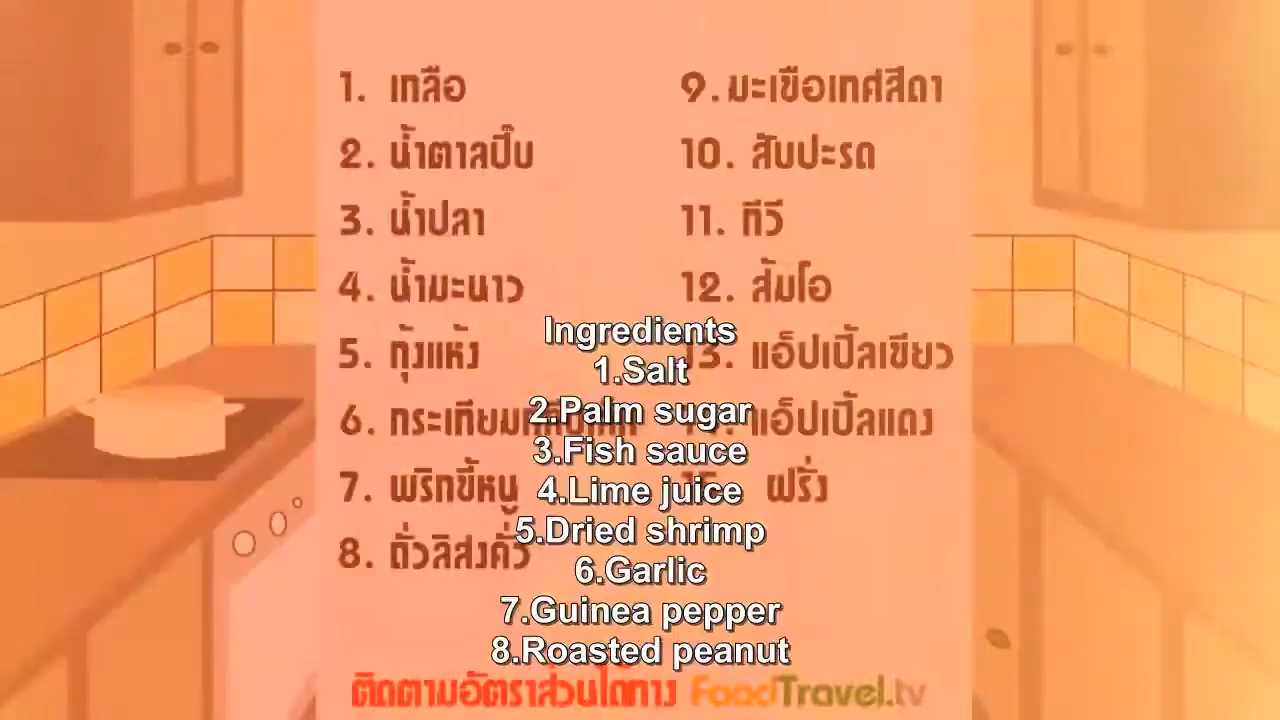 1. เกลือ
2. น้ำตาลปี๊บ
3. น้ำปลา
4. น้ำมะนาว
5. กุ้งแห้ง
6. กระเทียม
7. พริกขี้หนู
8. ถั่วลิสงคั่ว
9. มะเขือเทศสีดา
10. สับปะรด
11. กีวี
12. ส้มโอ
13. แอ็ปเปิ้ลเขียว
แอ็ปเปิ้ลแดง
ฝรั่ง
Ingredients
1.Salt
2.Palm sugar
3.Fish sauce
4.Lime juice
5.Dried shrimp
6.Garlic
7.Guinea pepper
8.Roasted peanut
ติดตามอัตราส่วนได้ทาง FoodTravel.tv